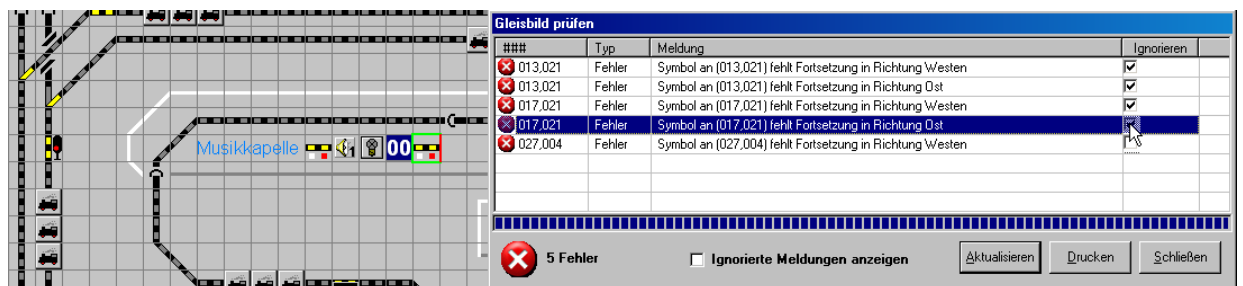 Musikkapelle 1 00
Gleisbild prüfen
### Typ Meldung Ignorieren
013,021 Fehler Symbol an (013,021) fehlt Fortsetzung in Richtung Westen
013,021 Fehler Symbol an (013,021) fehlt Fortsetzung in Richtung Ost
017,021 Fehler Symbol an (017,021) fehlt Fortsetzung in Richtung Westen
017,021 Fehler Symbol an (017,021) fehlt Fortsetzung in Richtung Ost
027,004 Fehler Symbol an (027,004) fehlt Fortsetzung in Richtung Westen
5 Fehler Ignorierte Meldungen anzeigen Aktualisieren Drucken Schließen